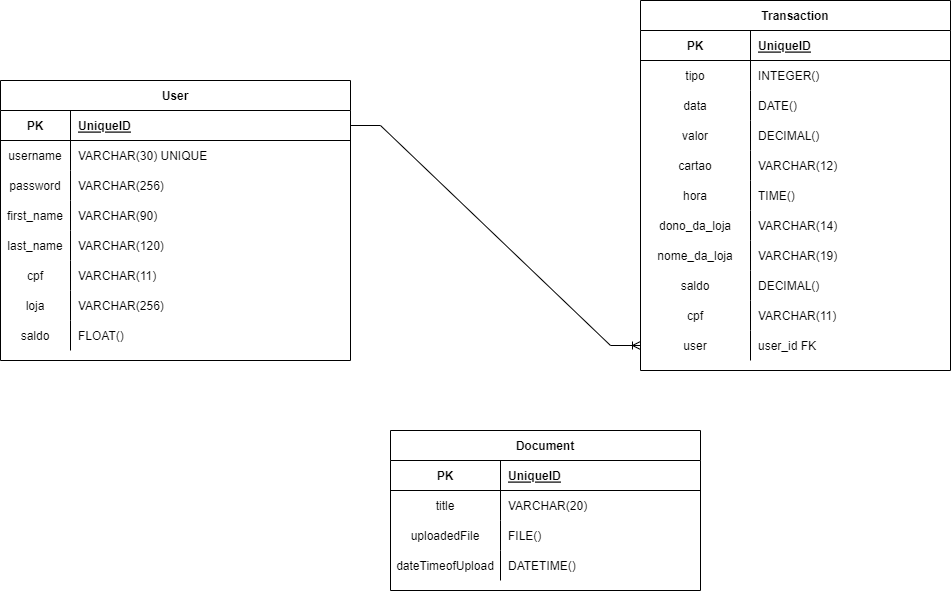 User
PK UniqueID
username VARCHAR(30) UNIQUE
password VARCHAR(256)
first_name VARCHAR(90)
last_name VARCHAR(120)
cpf VARCHAR(11)
loja VARCHAR(256)
saldo FLOAT()
Transaction
PK UniqueID
tipo INTEGER()
data DATE()
valor DECIMAL()
cartao VARCHAR(12)
hora TIME()
dono_da_loja VARCHAR(14)
nome_da_loja VARCHAR(19)
saldo DECIMAL()
cpf VARCHAR(11)
user user_id FK
Document
PK UniqueID
title VARCHAR(20)
uploadedFile FILE()
dateTimeofUpload DATETIME()